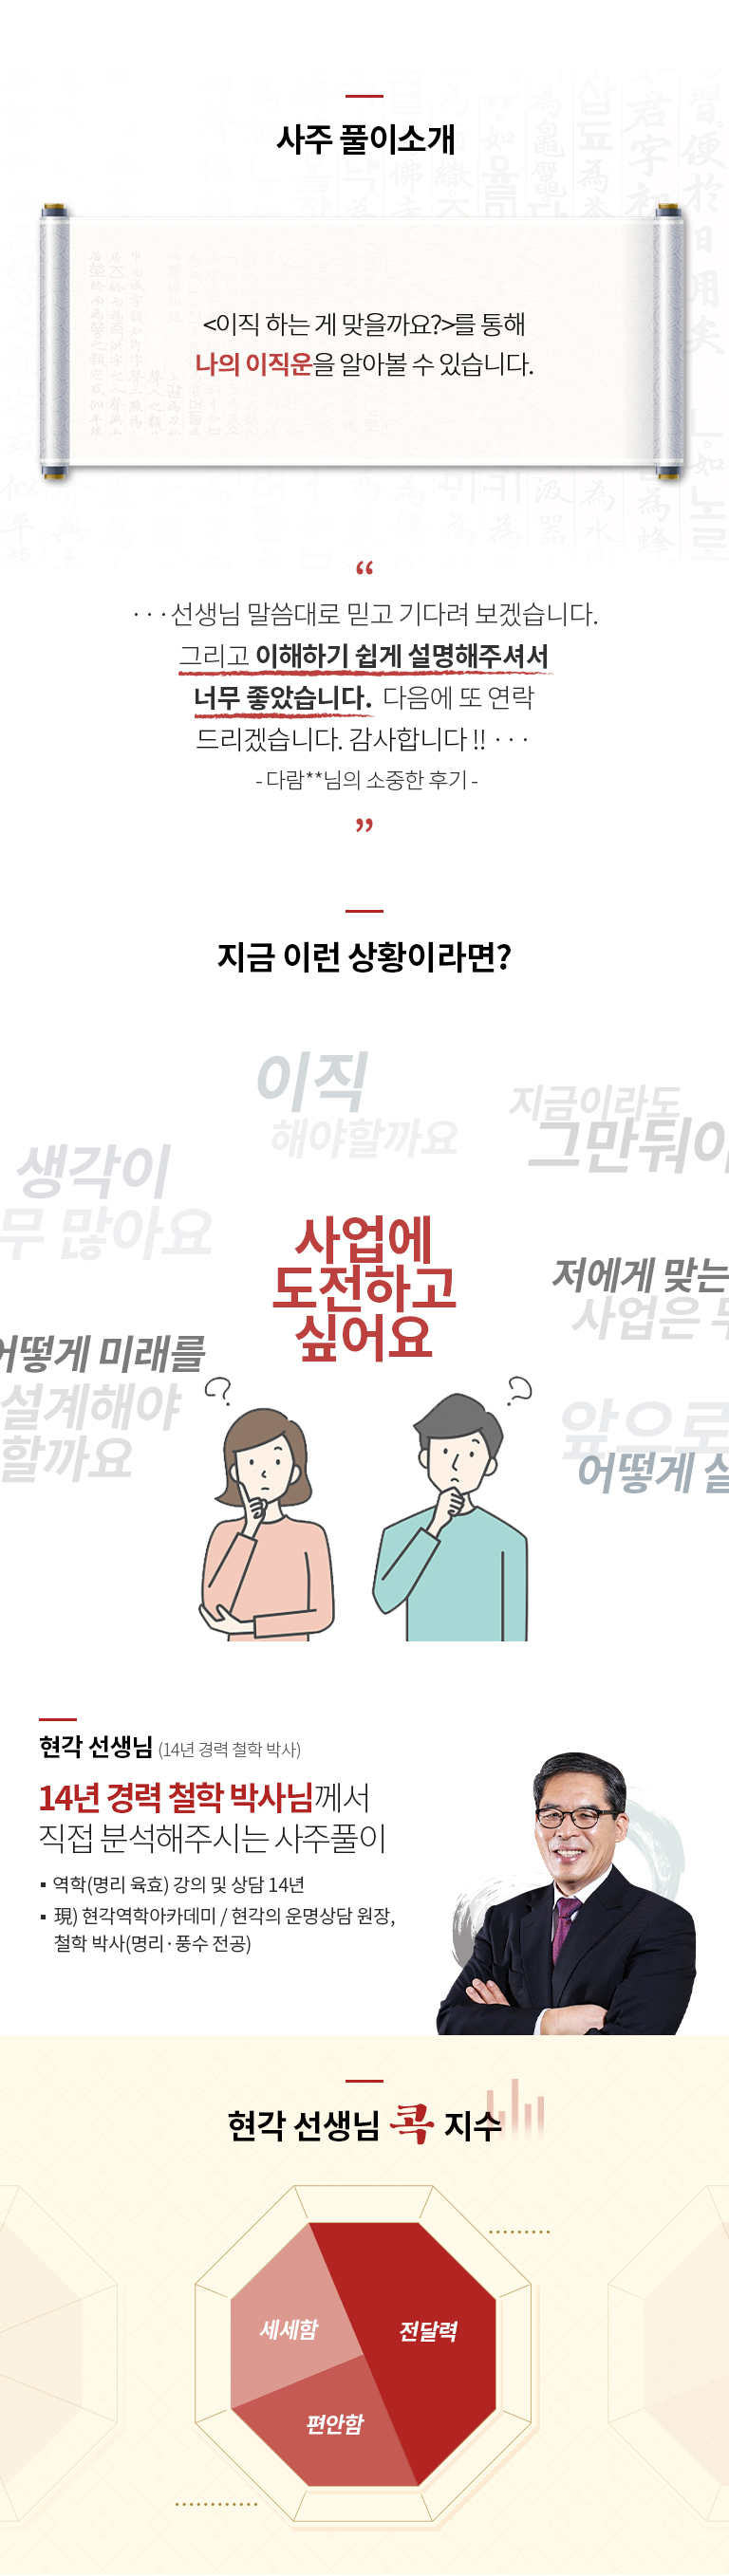 사주 풀이소개
<이직 하는 게 맞을까요?>를 통해
나의 이직운을 알아볼 수 있습니다.
“
···선생님 말씀대로 믿고 기다려 보겠습니다.
그리고 이해하기 쉽게 설명해주셔서
너무 좋았습니다. 다음에 또 연락
드리겠습니다. 감사합니다 !! ···
- 다람**님의 소중한 후기 -
”
지금 이런 상황이라면?
이직
해야할까요
지금이라도
그만둬야
생각이
무 많아요
사업에
도전하고
싶어요
저에게 맞는
사업은
어떻게 미래를
설계해야
할까요
앞으로
어떻게
현각 선생님 (14년 경력 철학 박사)
14년 경력 철학 박사님께서
직접 분석해주시는 사주풀이
▪ 역학(명리 육효) 강의 및 상담 14년
▪ 現) 현각역학아카데미 / 현각의 운명상담 원장,
철학 박사(명리·풍수 전공)
현각 선생님 콕 지수
세세함
전달력
편안함